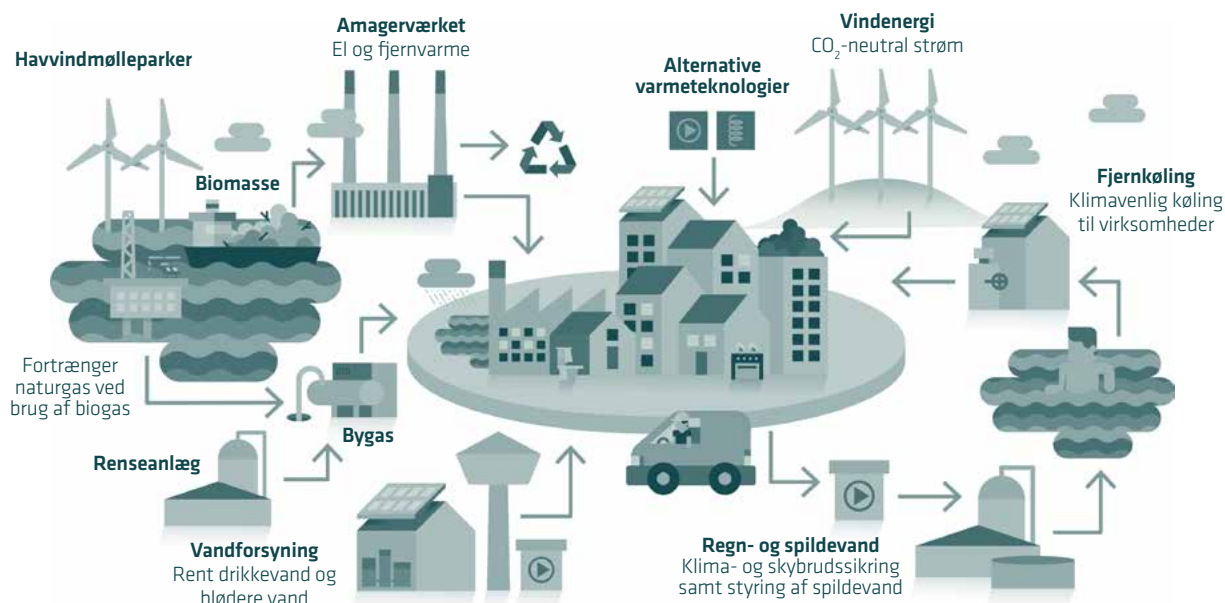 Havvindmølleparker
Amagerværket
El og fjernvarme
Alternative
varmeteknologier
Vindenergi
CO₂-neutral strøm
Biomasse
Fjernkøling
Klimavenlig køling
til virksomheder
Fortrænger
naturgas ved
brug af biogas
Bygas
Renseanlæg
Vandforsyning
Rent drikkevand og
blødere vand
Regn- og spildevand
Klima- og skybrudssikring
samt styring af spildevand